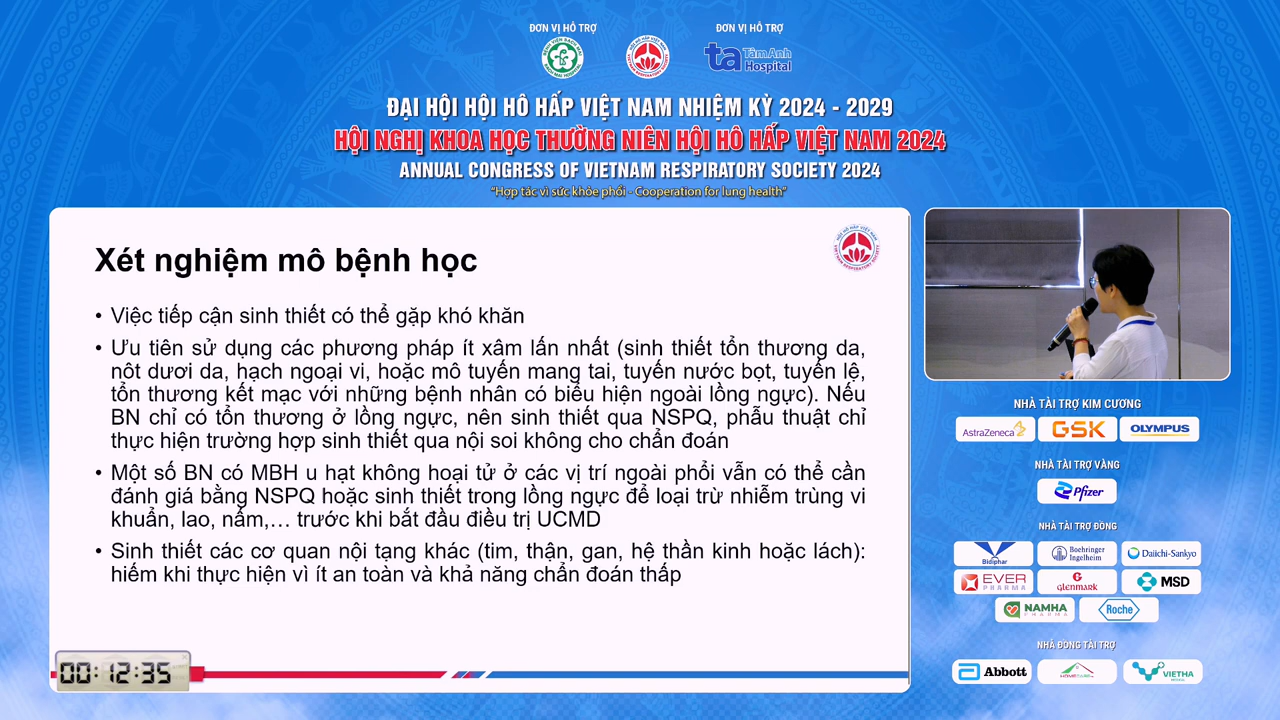 ĐƠN VỊ HỖ TRỢ
ĐƠN VỊ HỖ TRỢ
TâmAnh
Hospital
ĐẠI HỘI HỘI HÔ HẤP VIỆT NAM NHIỆM KỲ 2024 - 2029
HỘI NGHỊ KHOA HỌC THƯỜNG NIÊN HỘI HÔ HẤP VIỆT NAM 2024
ANNUAL CONGRESS OF VIETNAM RESPIRATORY SOCIETY 2024
“Hợp tác vì sức khỏe phổi - Cooperation for lung health”
Xét nghiệm mô bệnh học
• Việc tiếp cận sinh thiết có thể gặp khó khăn
• Ưu tiên sử dụng các phương pháp ít xâm lấn nhất (sinh thiết tổn thương da,
nôt dươi da, hạch ngoại vi, hoặc mô tuyến mang tai, tuyến nước bọt, tuyến lệ,
tổn thương kết mạc với những bệnh nhân có biểu hiện ngoài lồng ngực). Nếu
BN chỉ có tổn thương ở lồng ngực, nên sinh thiết qua NSPQ, phẫu thuật chỉ
thực hiện trường hợp sinh thiết qua nội soi không cho chẩn đoán
• Một số BN có MBH u hạt không hoại tử ở các vị trí ngoài phổi vẫn có thể cần
đánh giá bằng NSPQ hoặc sinh thiết trong lồng ngực để loại trừ nhiễm trùng vi
khuẩn, lao, nấm,… trước khi bắt đầu điều trị UCMD
• Sinh thiết các cơ quan nội tạng khác (tim, thận, gan, hệ thần kinh hoặc lách):
hiếm khi thực hiện vì ít an toàn và khả năng chẩn đoán thấp
00:12:35
NHÀ TÀI TRỢ KIM CƯƠNG
AstraZeneca
GSK
OLYMPUS
NHÀ TÀI TRỢ VÀNG
Pfizer
NHÀ TÀI TRỢ ĐỒNG
Bidiphar
Boehringer
Ingelheim
Daiichi-Sankyo
EVER
PHARMA
GLENMARK
MSD
NAMHA
PHARMA
Roche
NHÀ ĐỒNG TÀI TRỢ
Abbott
VIETHA